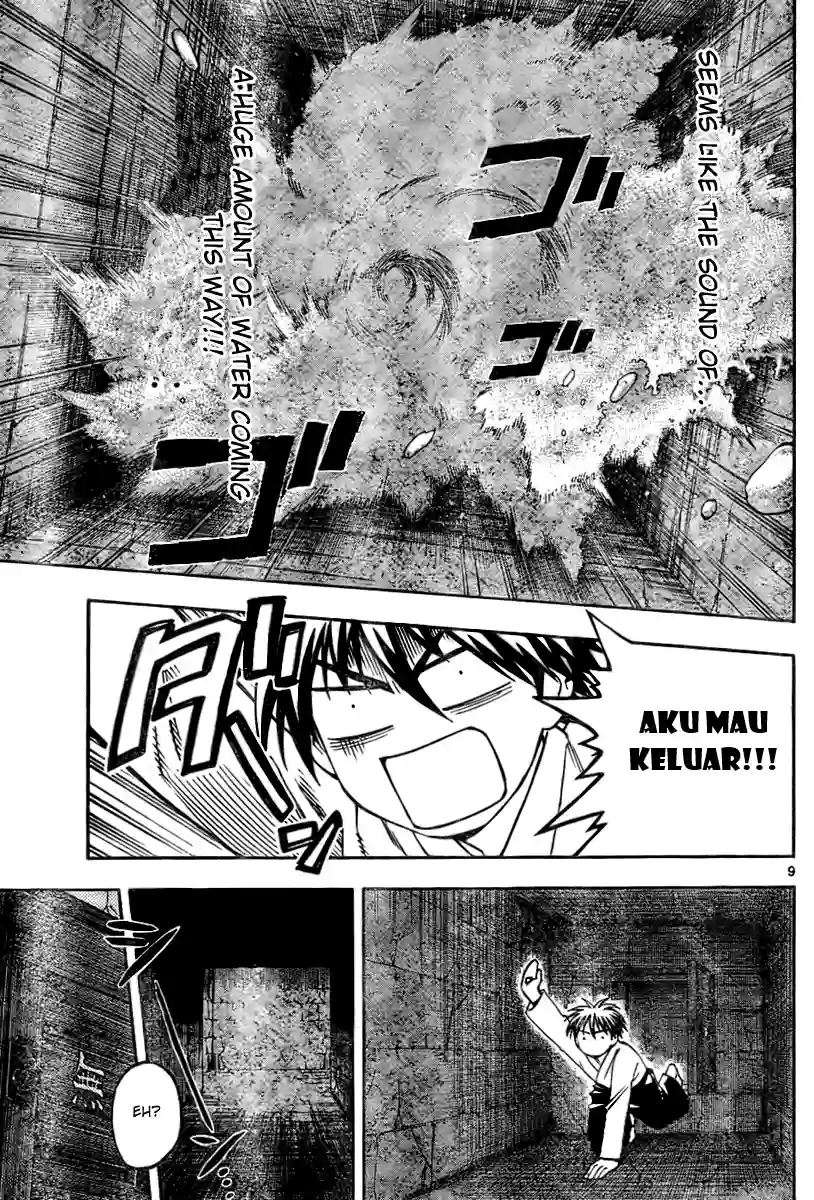 SEEMS LIKE THE SOUND OF...
A HUGE AMOUNT OF WATER COMING
THIS WAY!!!
ゴ"
ゴ"
ゴ"
AKU MAU
KELUAR!!!
ダ
9
EH?